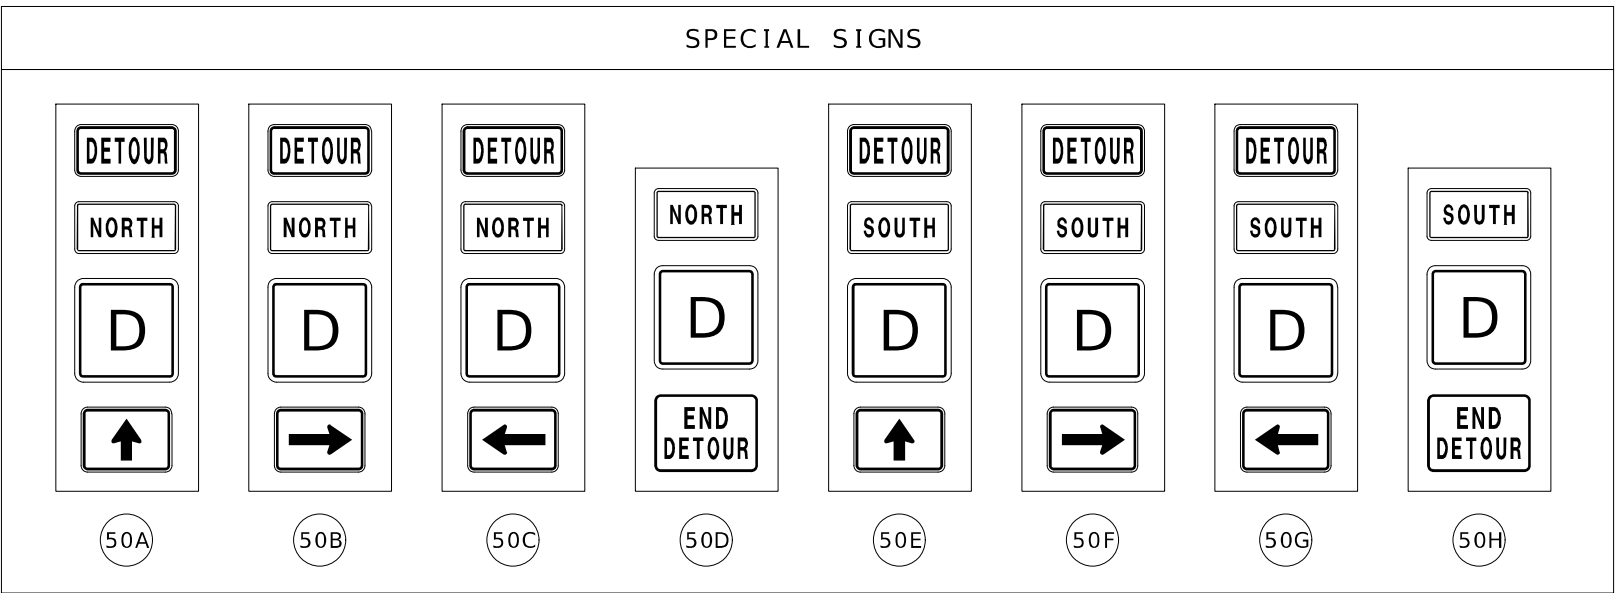 SPECIAL SIGNS
DETOUR
NORTH
D
50A
DETOUR
NORTH
D
50B
DETOUR
NORTH
D
50C
NORTH
D
END
DETOUR
50D
DETOUR
SOUTH
D
50E
DETOUR
SOUTH
D
50F
DETOUR
SOUTH
D
50G
SOUTH
D
END
DETOUR
50H